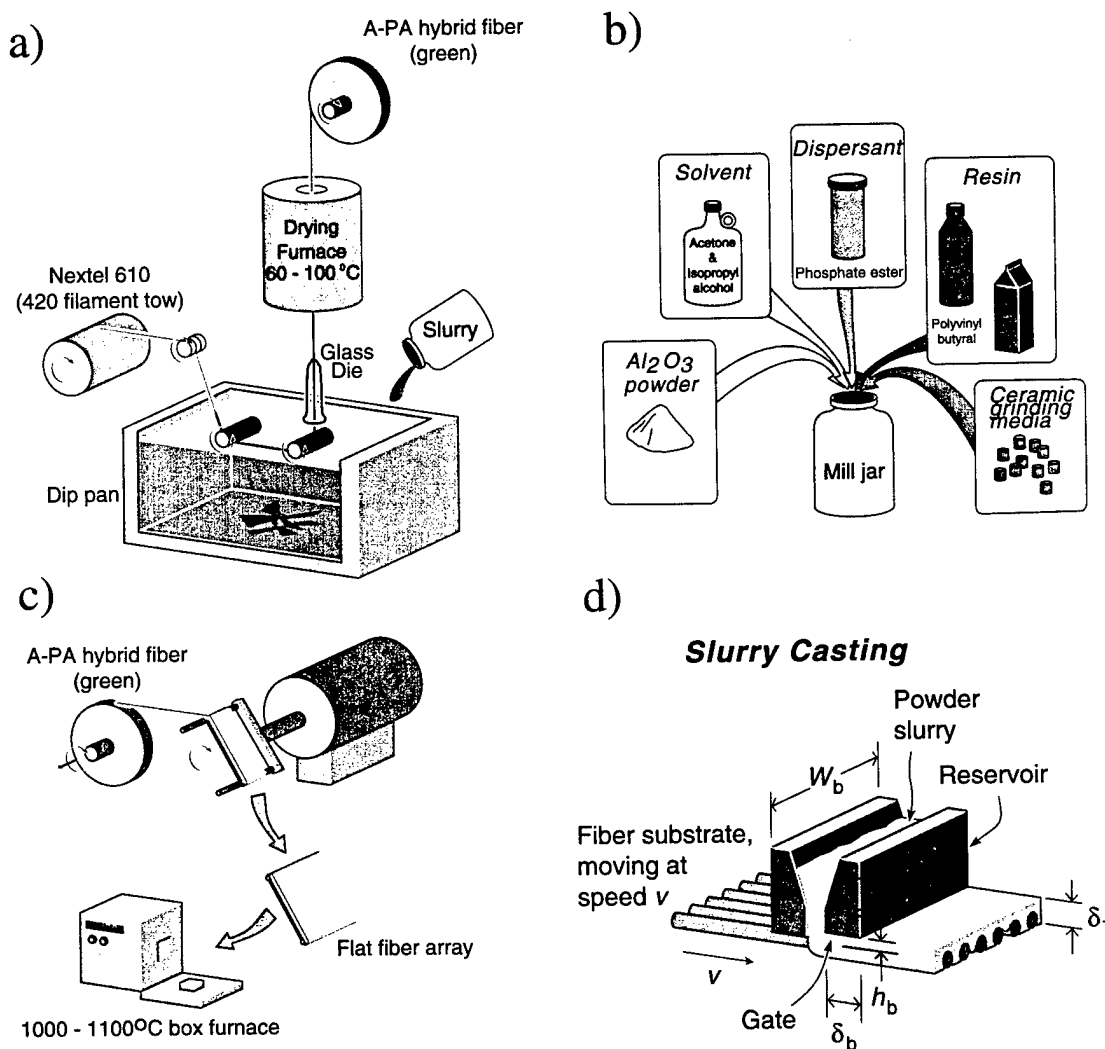 a)
A-PA hybrid fiber
(green)
Drying
Furnace
60 - 100 °C
Nextel 610
(420 filament tow)
Slurry
Glass
Die
Dip pan
b)
Solvent
Acetone
&
Isopropyl
alcohol
Dispersant
Phosphate ester
Resin
Polyvinyl
butyral
Al2O3
powder
Mill jar
Ceramic
grinding
media
c)
A-PA hybrid fiber
(green)
Flat fiber array
1000 - 1100°C box furnace
d)
Slurry Casting
Powder
slurry
Wb
Reservoir
Fiber substrate,
moving at
speed v
v
Gate
δb
hb
δ